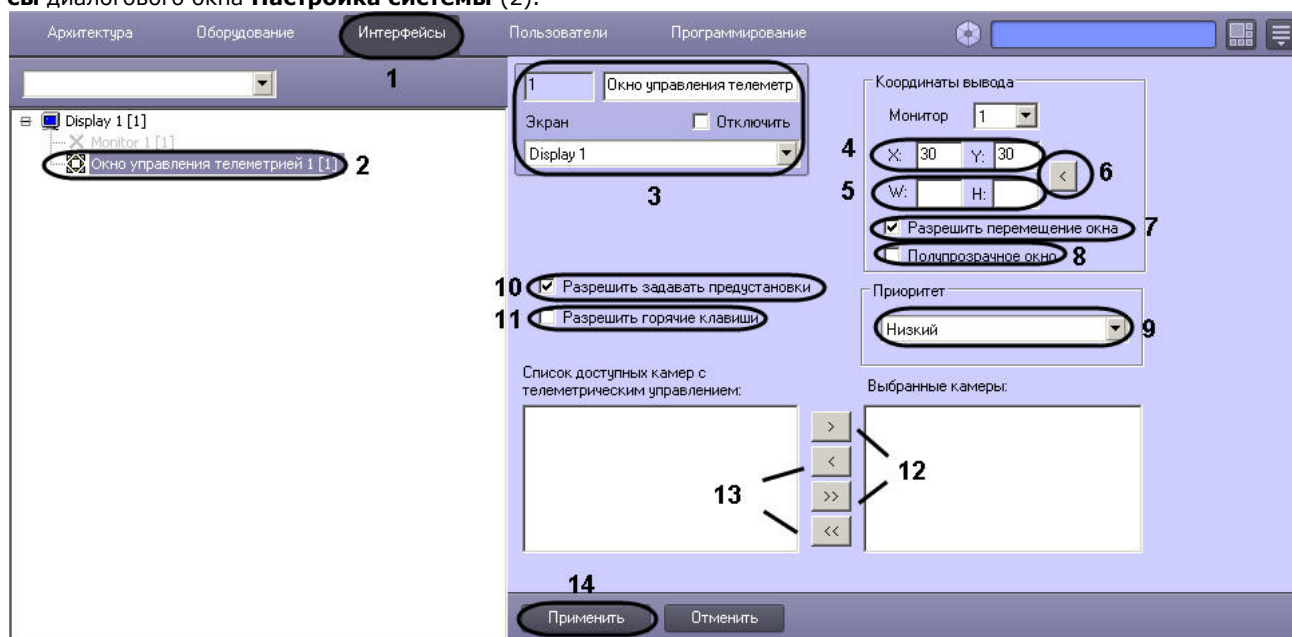 сы диалогового окна Настройка системы (2).
Архитектура Оборудование Интерфейсы Пользователи Программирование
1
Display 1 [1]
Monitor 1 [1]
Окно управления телеметрией 1 [1] 2
1 Окно управления телеметр
Экран Отключить
Display 1
3
Координаты вывода
Монитор 1
4 X: 30 Y: 30
5 W: H:
< 6
Разрешить перемещение окна 7
Полупрозрачное окно 8
10 Разрешить задавать предустановки
11 Разрешить горячие клавиши
Приоритет
Низкий 9
Список доступных камер с
телеметрическим управлением:
Выбранные камеры:
>
<
>>
<<
12
13
14
Применить Отменить